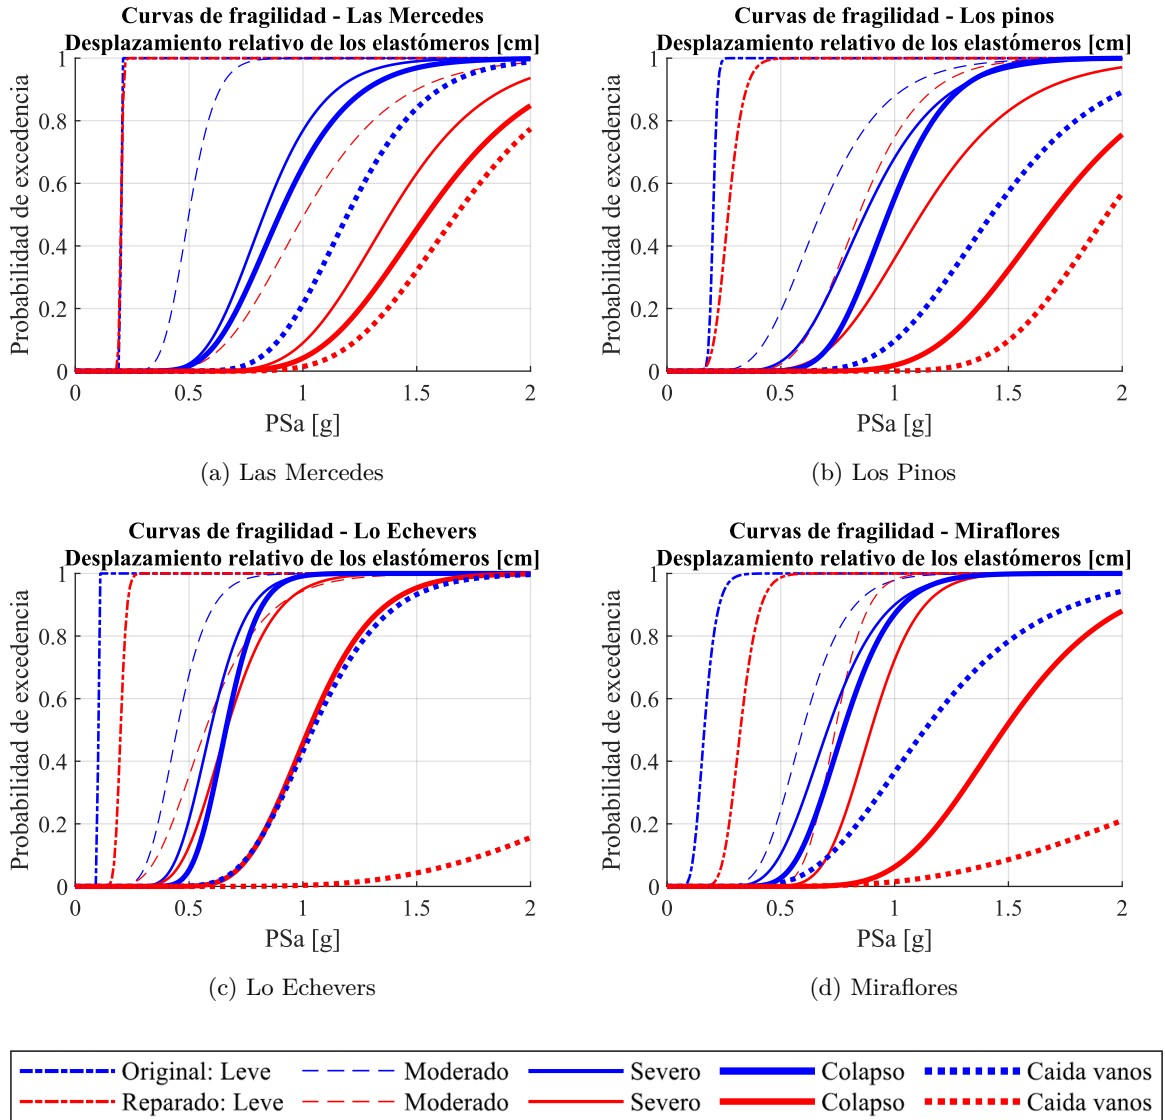 Curvas de fragilidad - Las Mercedes
Desplazamiento relativo de los elastómeros [cm]
Probabilidad de excedencia
1
0.8
0.6
0.4
0.2
0
0 0.5 1 1.5 2
PSa [g]
(a) Las Mercedes
Curvas de fragilidad - Los pinos
Desplazamiento relativo de los elastómeros [cm]
Probabilidad de excedencia
1
0.8
0.6
0.4
0.2
0
0 0.5 1 1.5 2
PSa [g]
(b) Los Pinos
Curvas de fragilidad - Lo Echevers
Desplazamiento relativo de los elastómeros [cm]
Probabilidad de excedencia
1
0.8
0.6
0.4
0.2
0
0 0.5 1 1.5 2
PSa [g]
(c) Lo Echevers
Curvas de fragilidad - Miraflores
Desplazamiento relativo de los elastómeros [cm]
Probabilidad de excedencia
1
0.8
0.6
0.4
0.2
0
0 0.5 1 1.5 2
PSa [g]
(d) Miraflores
Original: Leve Moderado Severo Colapso Caida vanos
Reparado: Leve Moderado Severo Colapso Caida vanos